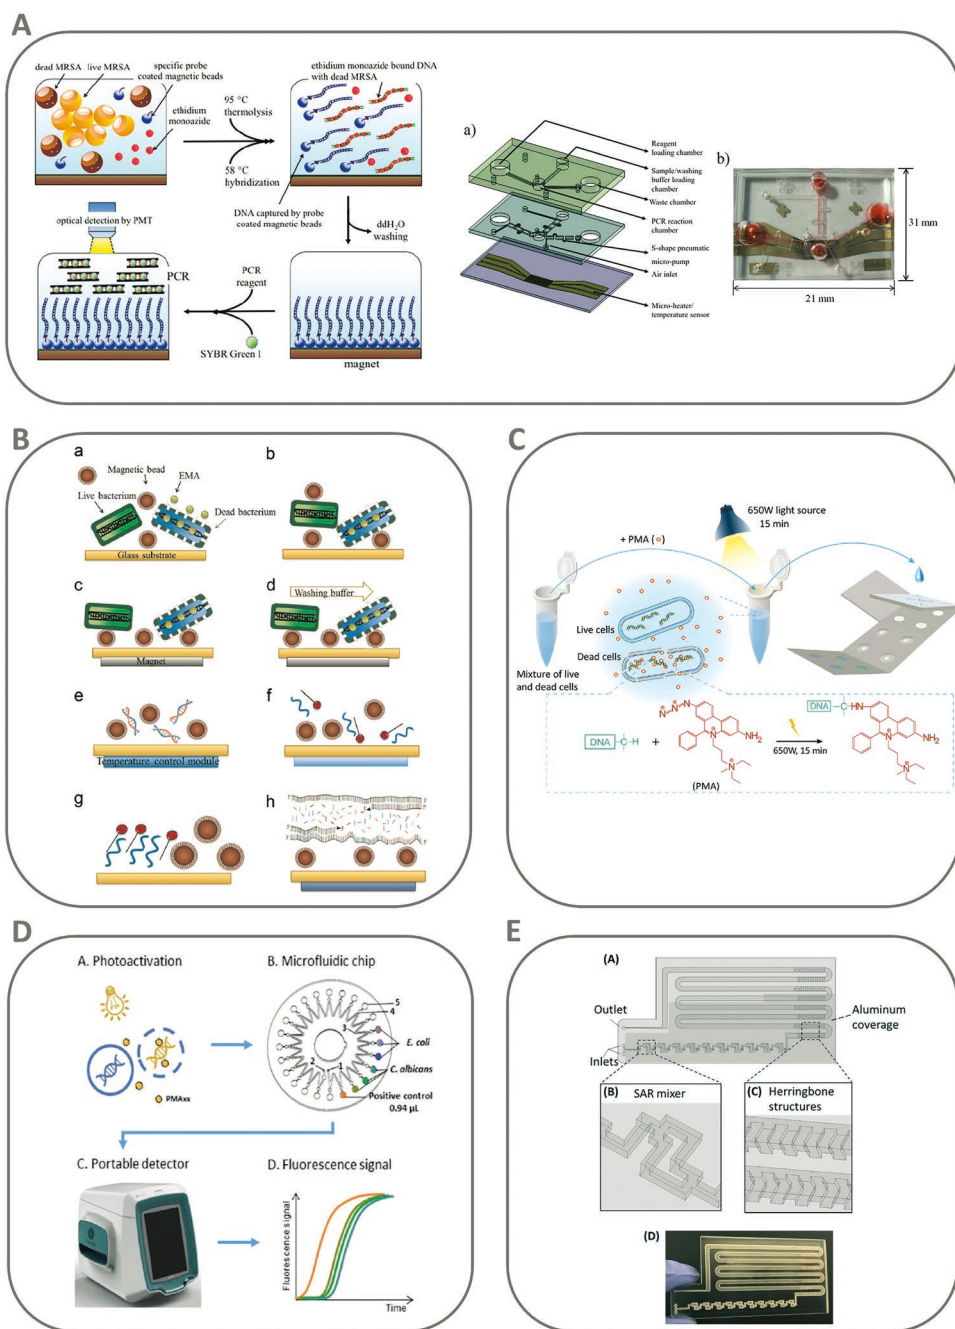 A
dead MRSA live MRSA
specific probe
coated magnetic beads
ethidium
monoazide
95 °C
thermolysis
58 °C
hybridization
ethidium monoazide bound DNA
with dead MRSA
DNA captured by probe
coated magnetic beads
ddH₂O
washing
optical detection by PMT
PCR
PCR
reagent
SYBR Green I
magnet
a)
Reagent
loading chamber
Sample/washing
buffer loading
chamber
Waste chamber
PCR reaction
chamber
S-shape pneumatic
micro-pump
Air inlet
Micro-heater/
temperature sensor
b)
31 mm
21 mm
B
a
Magnetic bead
EMA
Live bacterium
Dead bacterium
Glass substrate
b
c
Magnet
d
Washing buffer
e
Temperature control module
f
g
h
C
650W light source
15 min
+ PMA ( )
Live cells
Dead cells
Mixture of live
and dead cells
DNA C-H
+
N N N
N
NH₂
N
(PMA)
650W, 15 min
DNA C-HN
N
NH₂
N
D
A. Photoactivation
PMAxx
B. Microfluidic chip
5
4
3
2
1
E. coli
C. albicans
Positive control
0.94 µL
C. Portable detector
D. Fluorescence signal
Fluorescence signal
Time
E
(A)
Outlet
Inlets
Aluminum
coverage
(B)
SAR mixer
(C)
Herringbone
structures
(D)